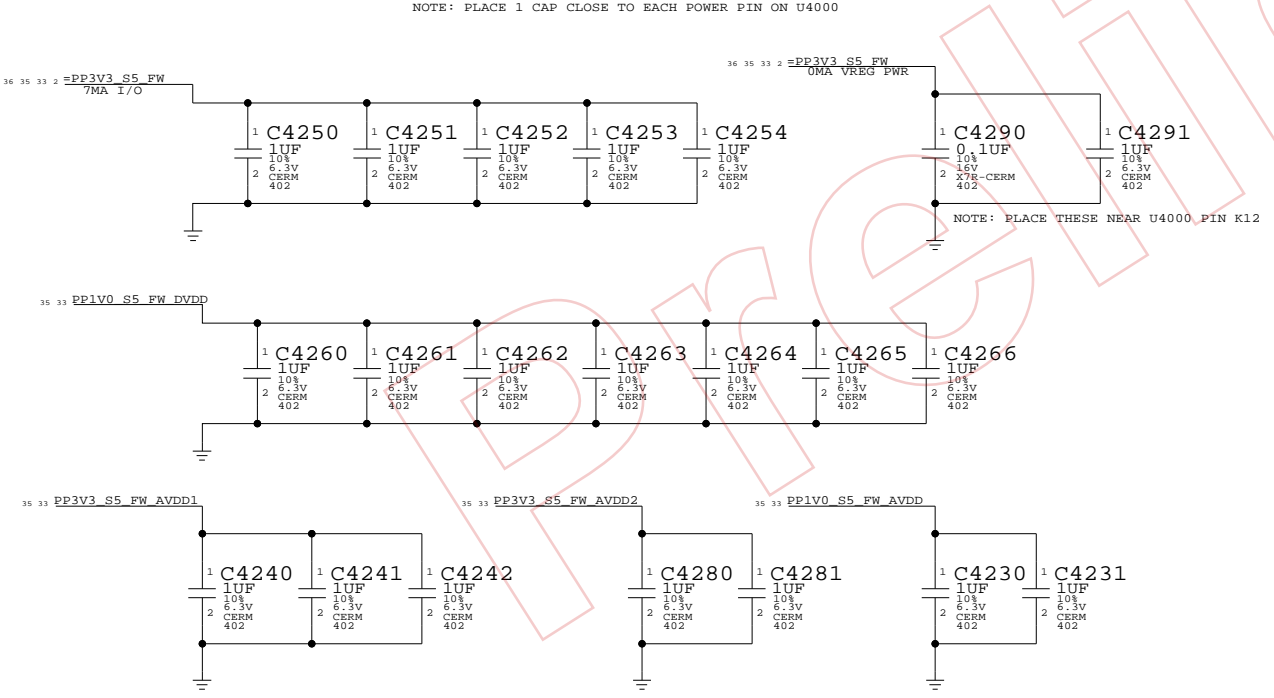 NOTE: PLACE 1 CAP CLOSE TO EACH POWER PIN ON U4000
36 35 33 2 =PP3V3_S5_FW
7MA I/O
1 C4250
1UF
10%
6.3V
2 CERM
402
1 C4251
1UF
10%
6.3V
2 CERM
402
1 C4252
1UF
10%
6.3V
2 CERM
402
1 C4253
1UF
10%
6.3V
2 CERM
402
1 C4254
1UF
10%
6.3V
2 CERM
402
36 35 33 2 =PP3V3_S5_FW
0MA VREG PWR
1 C4290
0.1UF
10%
16V
2 X7R-CERM
402
1 C4291
1UF
10%
6.3V
2 CERM
402
NOTE: PLACE THESE NEAR U4000 PIN K12
35 33 PP1V0_S5_FW_DVDD
1 C4260
1UF
10%
6.3V
2 CERM
402
1 C4261
1UF
10%
6.3V
2 CERM
402
1 C4262
1UF
10%
6.3V
2 CERM
402
1 C4263
1UF
10%
6.3V
2 CERM
402
1 C4264
1UF
10%
6.3V
2 CERM
402
1 C4265
1UF
10%
6.3V
2 CERM
402
1 C4266
1UF
10%
6.3V
2 CERM
402
35 33 PP3V3_S5_FW_AVDD1
1 C4240
1UF
10%
6.3V
2 CERM
402
1 C4241
1UF
10%
6.3V
2 CERM
402
1 C4242
1UF
10%
6.3V
2 CERM
402
35 33 PP3V3_S5_FW_AVDD2
1 C4280
1UF
10%
6.3V
2 CERM
402
1 C4281
1UF
10%
6.3V
2 CERM
402
35 33 PP1V0_S5_FW_AVDD
1 C4230
1UF
10%
6.3V
2 CERM
402
1 C4231
1UF
10%
6.3V
2 CERM
402
Preli